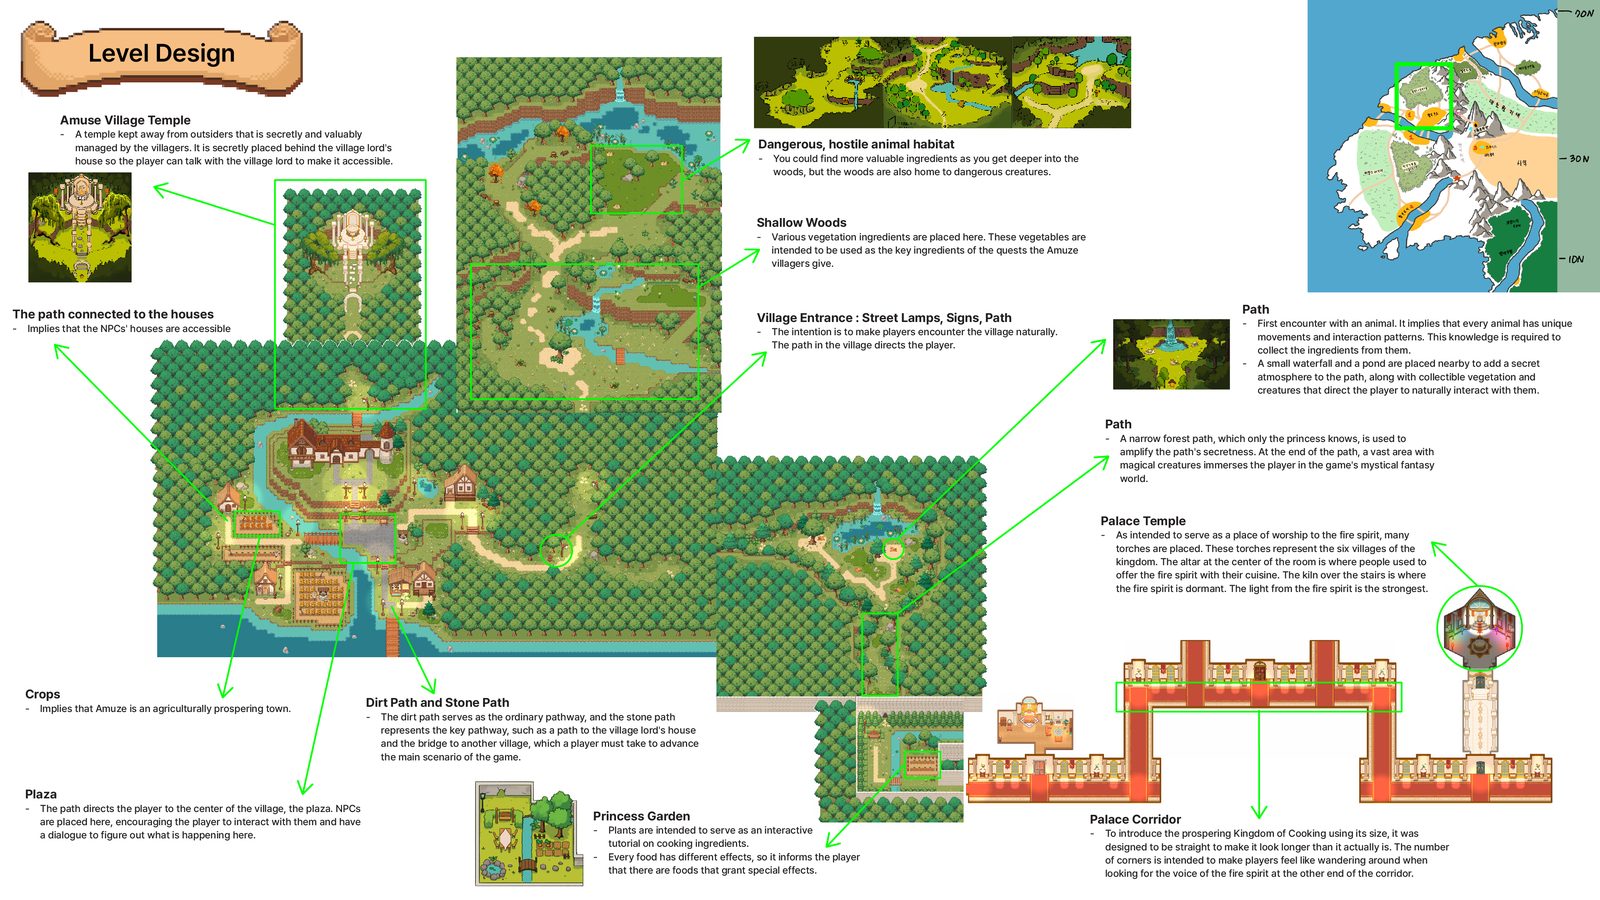 Level Design
Amuse Village Temple
- A temple kept away from outsiders that is secretly and valuably
managed by the villagers. It is secretly placed behind the village lord's
house so the player can talk with the village lord to make it accessible.
The path connected to the houses
- Implies that the NPCs' houses are accessible
Dangerous, hostile animal habitat
- You could find more valuable ingredients as you get deeper into the
woods, but the woods are also home to dangerous creatures.
Shallow Woods
- Various vegetation ingredients are placed here. These vegetables are
intended to be used as the key ingredients of the quests the Amuze
villagers give.
Village Entrance : Street Lamps, Signs, Path
- The intention is to make players encounter the village naturally.
The path in the village directs the player.
70N
30N
10N
Path
- First encounter with an animal. It implies that every animal has unique
movements and interaction patterns. This knowledge is required to
collect the ingredients from them.
- A small waterfall and a pond are placed nearby to add a secret
atmosphere to the path, along with collectible vegetation and
creatures that direct the player to naturally interact with them.
Path
- A narrow forest path, which only the princess knows, is used to
amplify the path's secretness. At the end of the path, a vast area with
magical creatures immerses the player in the game's mystical fantasy
world.
Palace Temple
- As intended to serve as a place of worship to the fire spirit, many
torches are placed. These torches represent the six villages of the
kingdom. The altar at the center of the room is where people used to
offer the fire spirit with their cuisine. The kiln over the stairs is where
the fire spirit is dormant. The light from the fire spirit is the strongest.
Crops
- Implies that Amuze is an agriculturally prospering town.
Dirt Path and Stone Path
- The dirt path serves as the ordinary pathway, and the stone path
represents the key pathway, such as a path to the village lord's house
and the bridge to another village, which a player must take to advance
the main scenario of the game.
Plaza
- The path directs the player to the center of the village, the plaza. NPCs
are placed here, encouraging the player to interact with them and have
a dialogue to figure out what is happening here.
Princess Garden
- Plants are intended to serve as an interactive
tutorial on cooking ingredients.
- Every food has different effects, so it informs the player
that there are foods that grant special effects.
Palace Corridor
- To introduce the prospering Kingdom of Cooking using its size, it was
designed to be straight to make it look longer than it actually is. The number
of corners is intended to make players feel like wandering around when
looking for the voice of the fire spirit at the other end of the corridor.